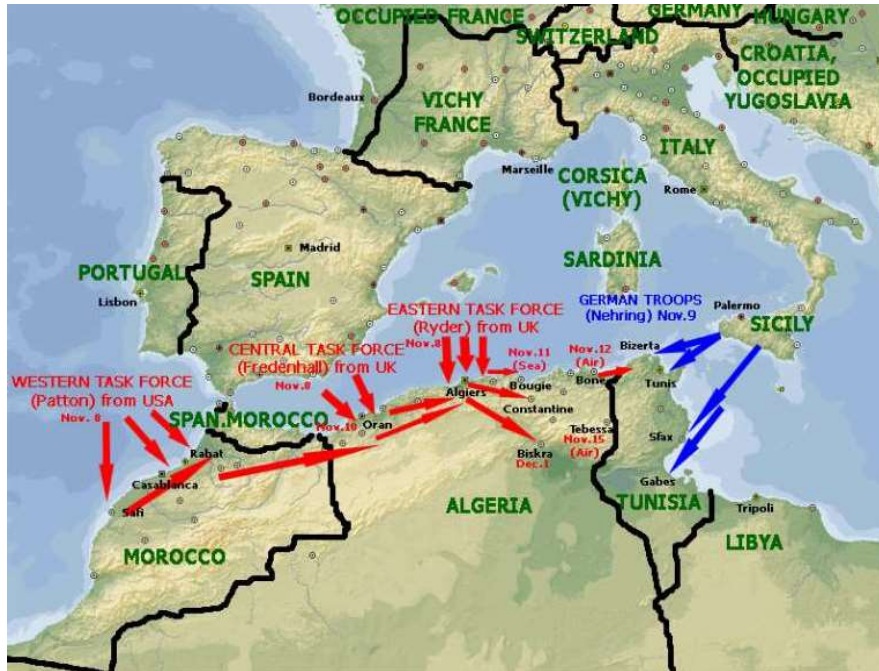 OCCUPIED FRANCE
GERMANY
HUNGARY
SWITZERLAND
CROATIA,
OCCUPIED
YUGOSLAVIA
Bordeaux
VICHY
FRANCE
ITALY
Marseille
CORSICA
(VICHY)
Rome
Madrid
PORTUGAL
SPAIN
SARDINIA
Lisbon
EASTERN TASK FORCE
(Ryder) from UK
Nov.8
GERMAN TROOPS
(Nehring) Nov.9
Palermo
SICILY
CENTRAL TASK FORCE
(Fredenhall) from UK
Nov.8
Nov.11
(Sea)
Nov.12
(Air)
Bizerta
WESTERN TASK FORCE
(Patton) from USA
Nov. 8
Algiers
Bougie
Bone
Tunis
SPAN.MOROCCO
Nov.10
Oran
Constantine
Tebessa
Nov.15
(Air)
Sfax
Rabat
Biskra
Dec.1
Casablanca
Gabes
Safi
ALGERIA
TUNISIA
Tripoli
MOROCCO
LIBYA